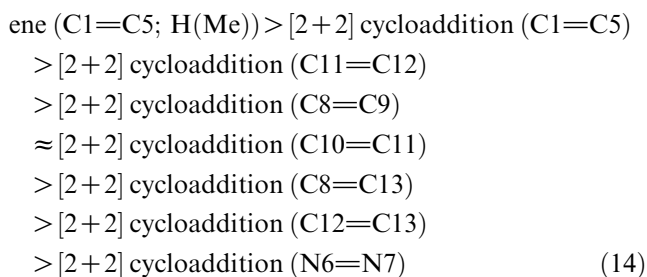 ene (C1=C5; H(Me)) > [2+2] cycloaddition (C1=C5)
> [2+2] cycloaddition (C11=C12)
> [2+2] cycloaddition (C8=C9)
≈ [2+2] cycloaddition (C10=C11)
> [2+2] cycloaddition (C8=C13)
> [2+2] cycloaddition (C12=C13)
> [2+2] cycloaddition (N6=N7) (14)